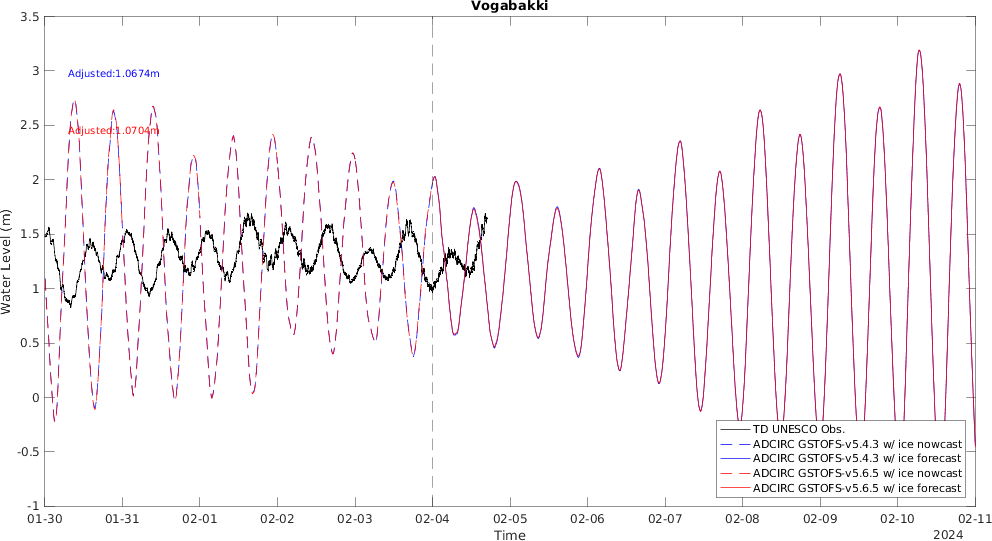 Vogabakki
3.5
3
2.5
2
1.5
1
0.5
0
-0.5
-1
Water Level (m)
Adjusted:1.0674m
Adjusted:1.0704m
TD UNESCO Obs.
ADCIRC GSTOFS-v5.4.3 w/ ice nowcast
ADCIRC GSTOFS-v5.4.3 w/ ice forecast
ADCIRC GSTOFS-v5.6.5 w/ ice nowcast
ADCIRC GSTOFS-v5.6.5 w/ ice forecast
01-30 01-31 02-01 02-02 02-03 02-04 02-05 02-06 02-07 02-08 02-09 02-10 02-11
Time
2024